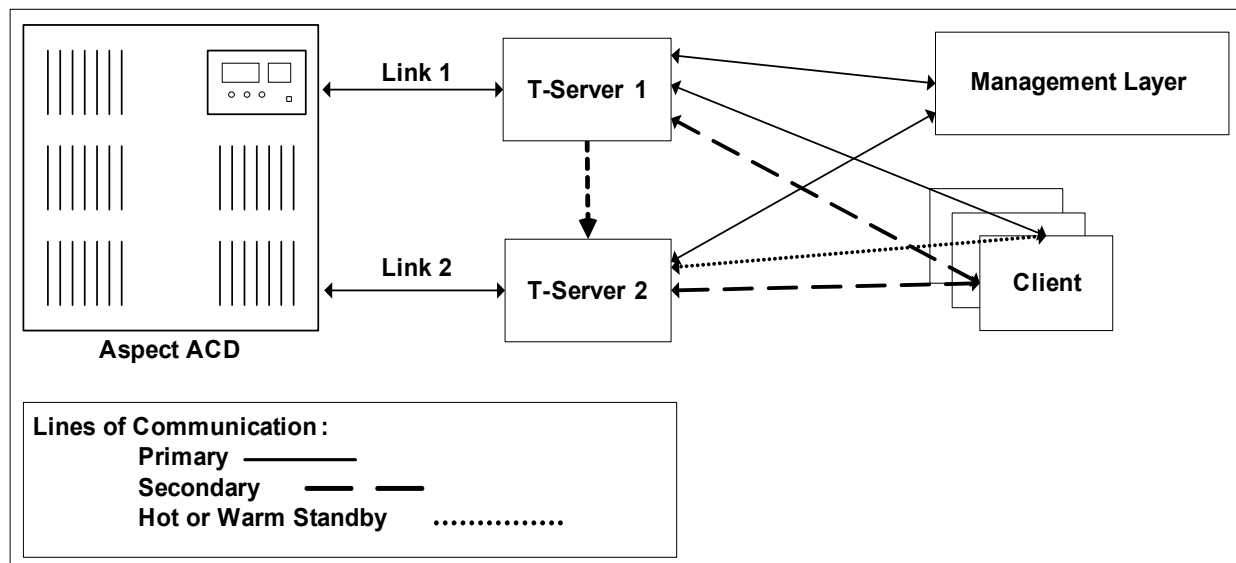 Link 1
T-Server 1
Management Layer
Link 2
T-Server 2
Client
Aspect ACD
Lines of Communication :
Primary
Secondary
Hot or Warm Standby